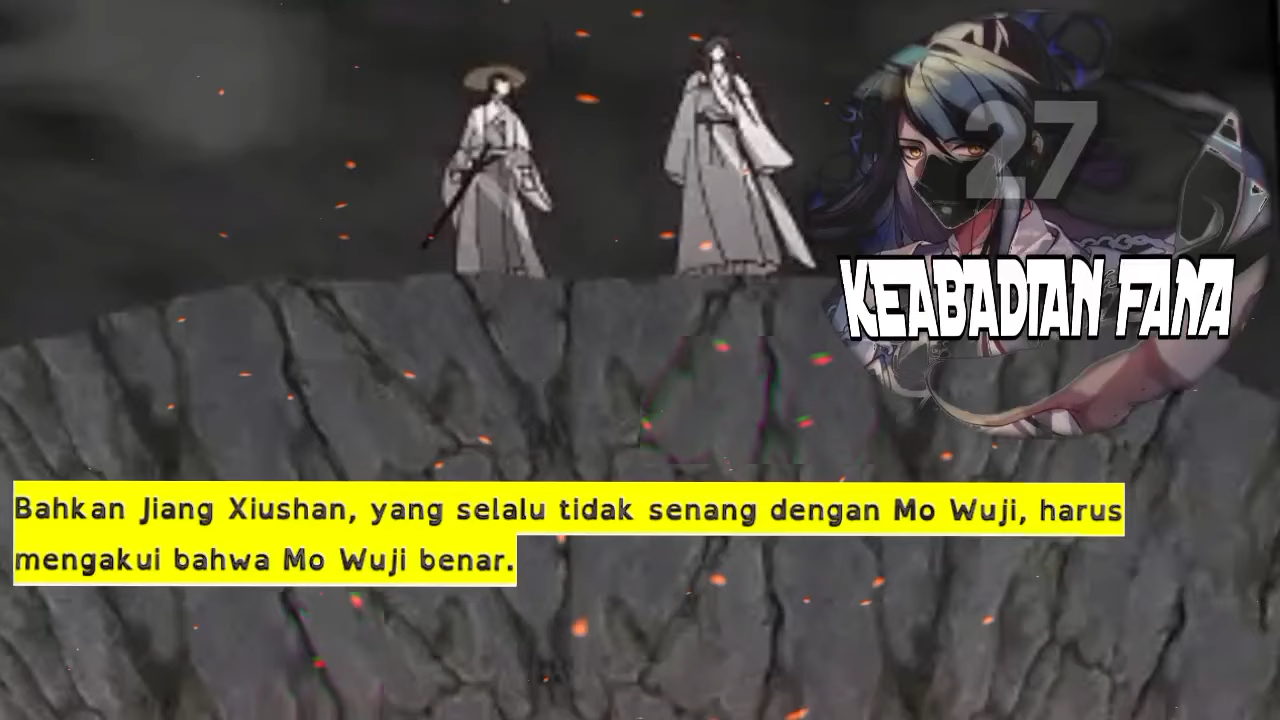 27
KEABADIAN FANA
Bahkan Jiang Xiushan, yang selalu tidak senang dengan Mo Wuji, harus
mengakui bahwa Mo Wuji benar.